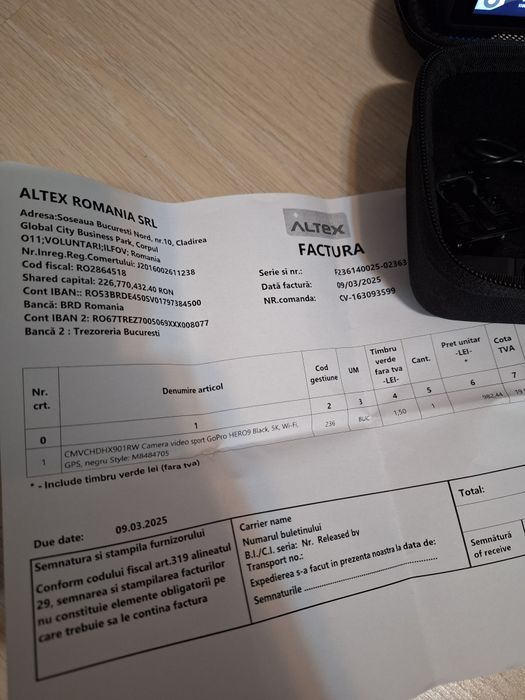 ALTEX ROMANIA SRL
Adresa:Soseaua Bucuresti Nord, nr.10, Cladirea
Global City Business Park, Corpul
O11;VOLUNTARI;ILFOV; Romania
Nr.Inreg.Reg.Comertului: J2016002611238
Cod fiscal: RO2864518
Shared capital: 226,770,432.40 RON
Cont IBAN:: RO53BRDE450SV01797384500
Bancă: BRD Romania
Cont IBAN 2: RO67TREZ7005069XXX008077
Bancă 2 : Trezoreria Bucuresti
ALTEX
FACTURA
Serie si nr.: F236140025-02363
Dată factură: 09/03/2025
NR.comanda: CV-163093599
Nr. crt. Denumire articol Cod gestiune UM Timbru verde fara tva -LEI- Cant. Pret unitar -LEI- * Cota TVA
0 1 2 3 4 5 6 7
1 CMVCHDHX901RW Camera video sport GoPro HERO9 Black, 5K, Wi-Fi, 236 BUC 1,50 1 982,44
GPS, negru Style: M8484705
* - Include timbru verde lei (fara tva)
Due date: 09.03.2025
Semnatura si stampila furnizorului
Conform codului fiscal art.319 alineatul
29, semnarea si stampilarea facturilor
nu constituie elemente obligatorii pe
care trebuie sa le contina factura
Carrier name
Numarul buletinului
B.I./C.I. seria: Nr. Released by
Transport no.:
Expedierea s-a facut in prezenta noastra la data de:
Semnaturile
Total:
Semnătură
of receive